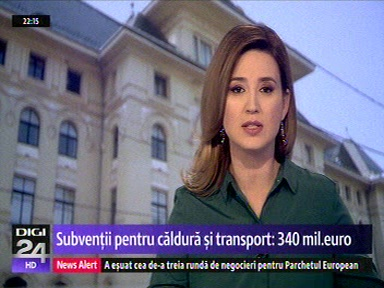 22:15
DIGI
24
HD
Subvenții pentru căldură și transport: 340 mil.euro
News Alert
A eșuat cea de-a treia rundă de negocieri pentru Parchetul European